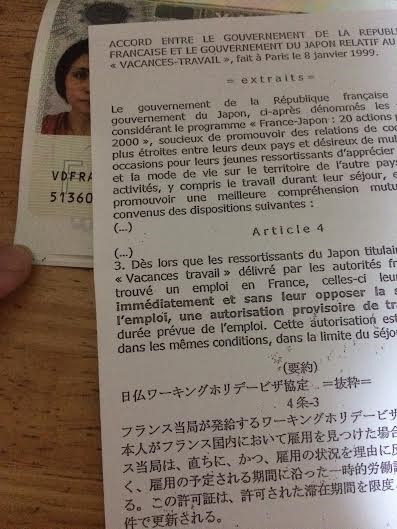 ACCORD ENTRE LE GOUVERNEMENT DE LA REPUBL
FRANCAISE ET LE GOUVERNEMENT DU JAPON RELATIF AU
« VACANCES-TRAVAIL », fait à Paris le 8 janvier 1999.
= extraits=
Le gouvernement de la République française
gouvernement du Japon, ci-après dénommés les
considérant le programme « France-Japon : 20 actions p
2000 », soucieux de promouvoir des relations de coo
plus étroites entre leurs deux pays et désireux de mul
occasions pour leurs jeunes ressortissants d'apprécier
et la mode de vie sur le territoire de l'autre pays
activités, y compris le travail durant leur séjour, e
promouvoir une meilleure compréhension mutu
convenus des dispositions suivantes :
(...)
Article 4
(...)
3. Dès lors que les ressortissants du Japon titulai
« Vacances travail » délivré par les autorités fr
trouvé un emploi en France, celles-ci leur
immédiatement et sans leur opposer la s
l'emploi, une autorisation provisoire de tra
durée prévue de l'emploi. Cette autorisation est
dans les mêmes conditions, dans la limite du séjo
(要約)
日仏ワーキングホリデービザ協定 =抜粋=
4条-3
フランス当局が発給するワーキングホリデービザ
本人がフランス国内において雇用を見つけた場合
ス当局は、直ちに、かつ、雇用の状況を理由に反
く、雇用の予定される期間に沿った一時的労働
る。この許可証は、許可された滞在期間を限度と
件で更新される。
VDFRA
51360